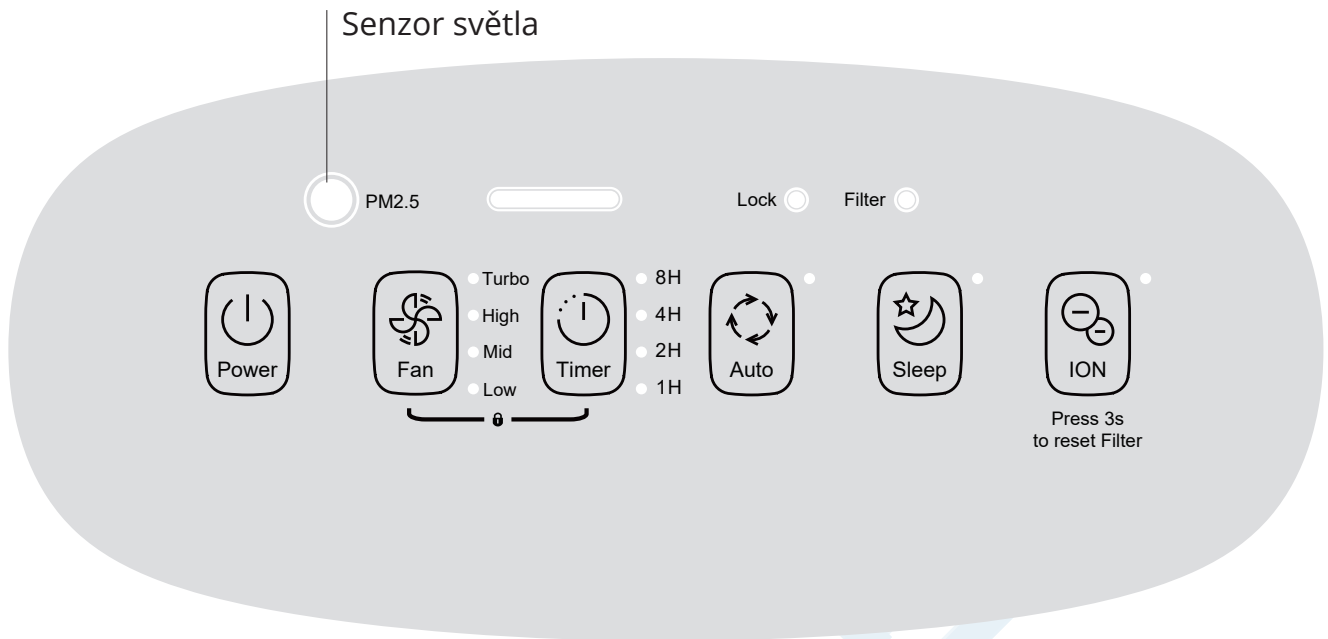 Senzor světla
PM2.5
Lock
Filter
Power
Fan
Turbo
High
Mid
Low
Timer
8H
4H
2H
1H
Auto
Sleep
ION
Press 3s
to reset Filter